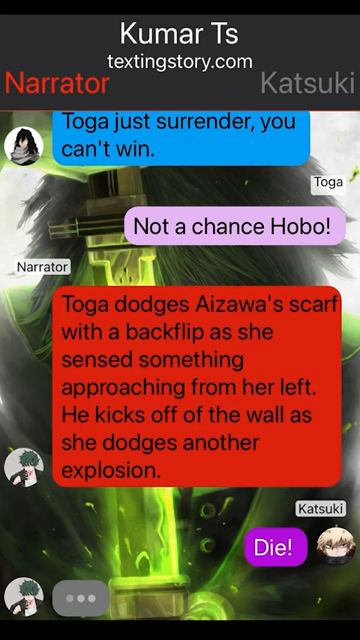 Kumar Ts
textingstory.com
Narrator Katsuki
Toga just surrender, you
can't win.
Toga
Not a chance Hobo!
Narrator
Toga dodges Aizawa's scarf
with a backflip as she
sensed something
approaching from her left.
He kicks off of the wall as
she dodges another
explosion.
Katsuki
Die!